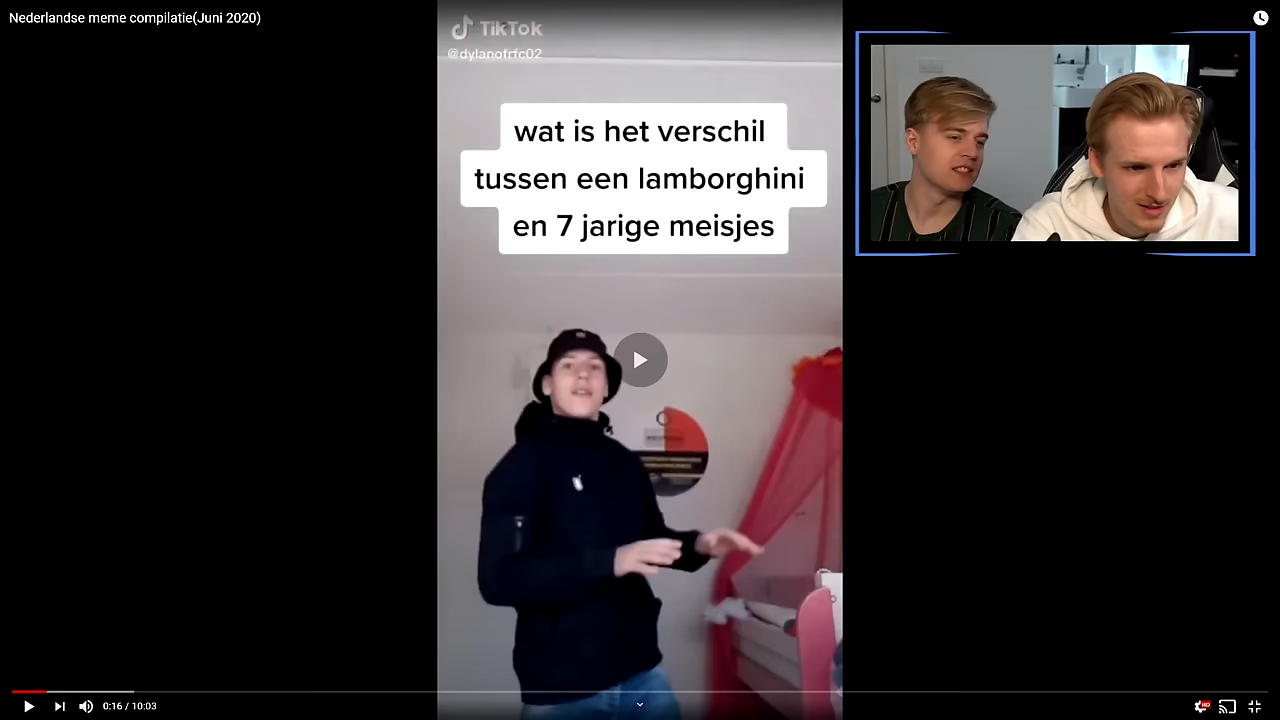 Nederlandse meme compilatie(Juni 2020)
TikTok
@dylanofrfc02
wat is het verschil
tussen een lamborghini
en 7 jarige meisjes
0:16 / 10:03
HD